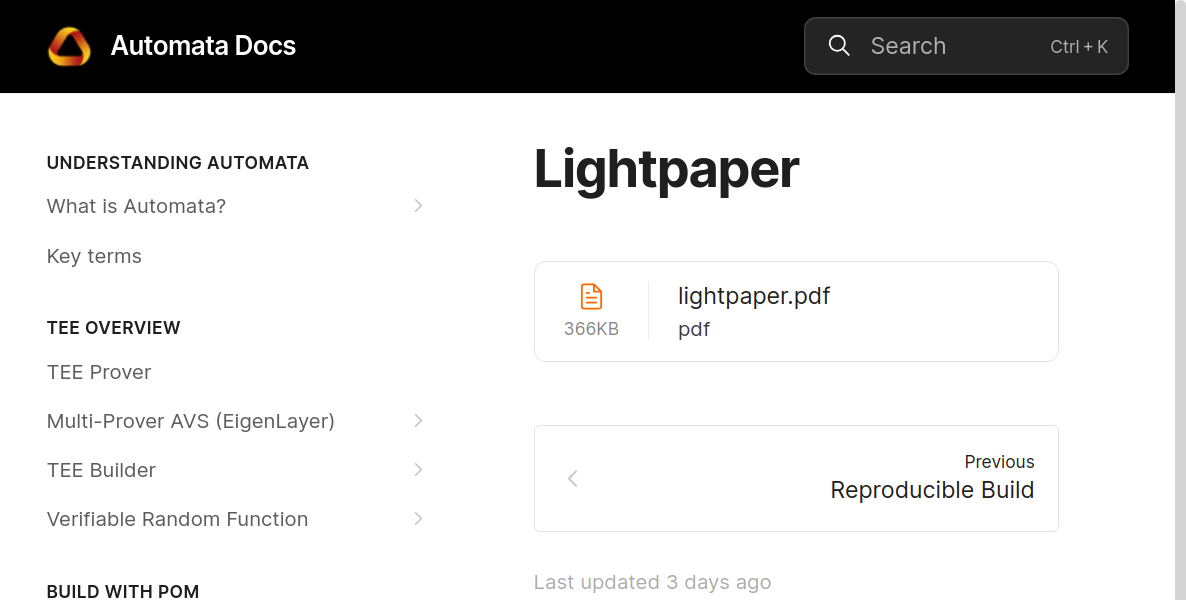 Automata Docs
Search
Ctrl + K
UNDERSTANDING AUTOMATA
What is Automata?
Key terms
TEE OVERVIEW
TEE Prover
Multi-Prover AVS (EigenLayer)
TEE Builder
Verifiable Random Function
BUILD WITH POM
Lightpaper
366KB
lightpaper.pdf
pdf
Previous
Reproducible Build
Last updated 3 days ago